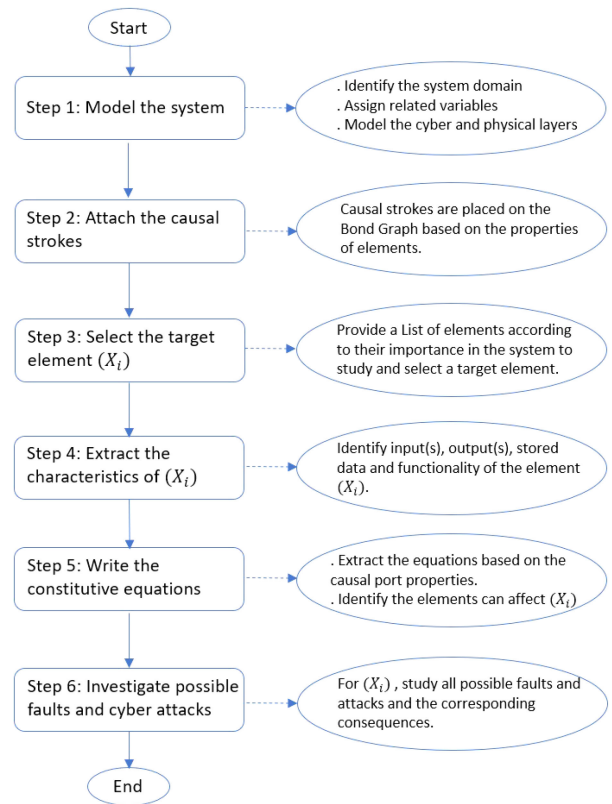 Start
Step 1: Model the system
. Identify the system domain
. Assign related variables
. Model the cyber and physical layers
Step 2: Attach the causal
strokes
Causal strokes are placed on the
Bond Graph based on the properties
of elements.
Step 3: Select the target
element (X_i)
Provide a List of elements according
to their importance in the system to
study and select a target element.
Step 4: Extract the
characteristics of (X_i)
Identify input(s), output(s), stored
data and functionality of the element
(X_i).
Step 5: Write the
constitutive equations
. Extract the equations based on the
causal port properties.
. Identify the elements can affect (X_i)
Step 6: Investigate possible
faults and cyber attacks
For (X_i) , study all possible faults and
attacks and the corresponding
consequences.
End